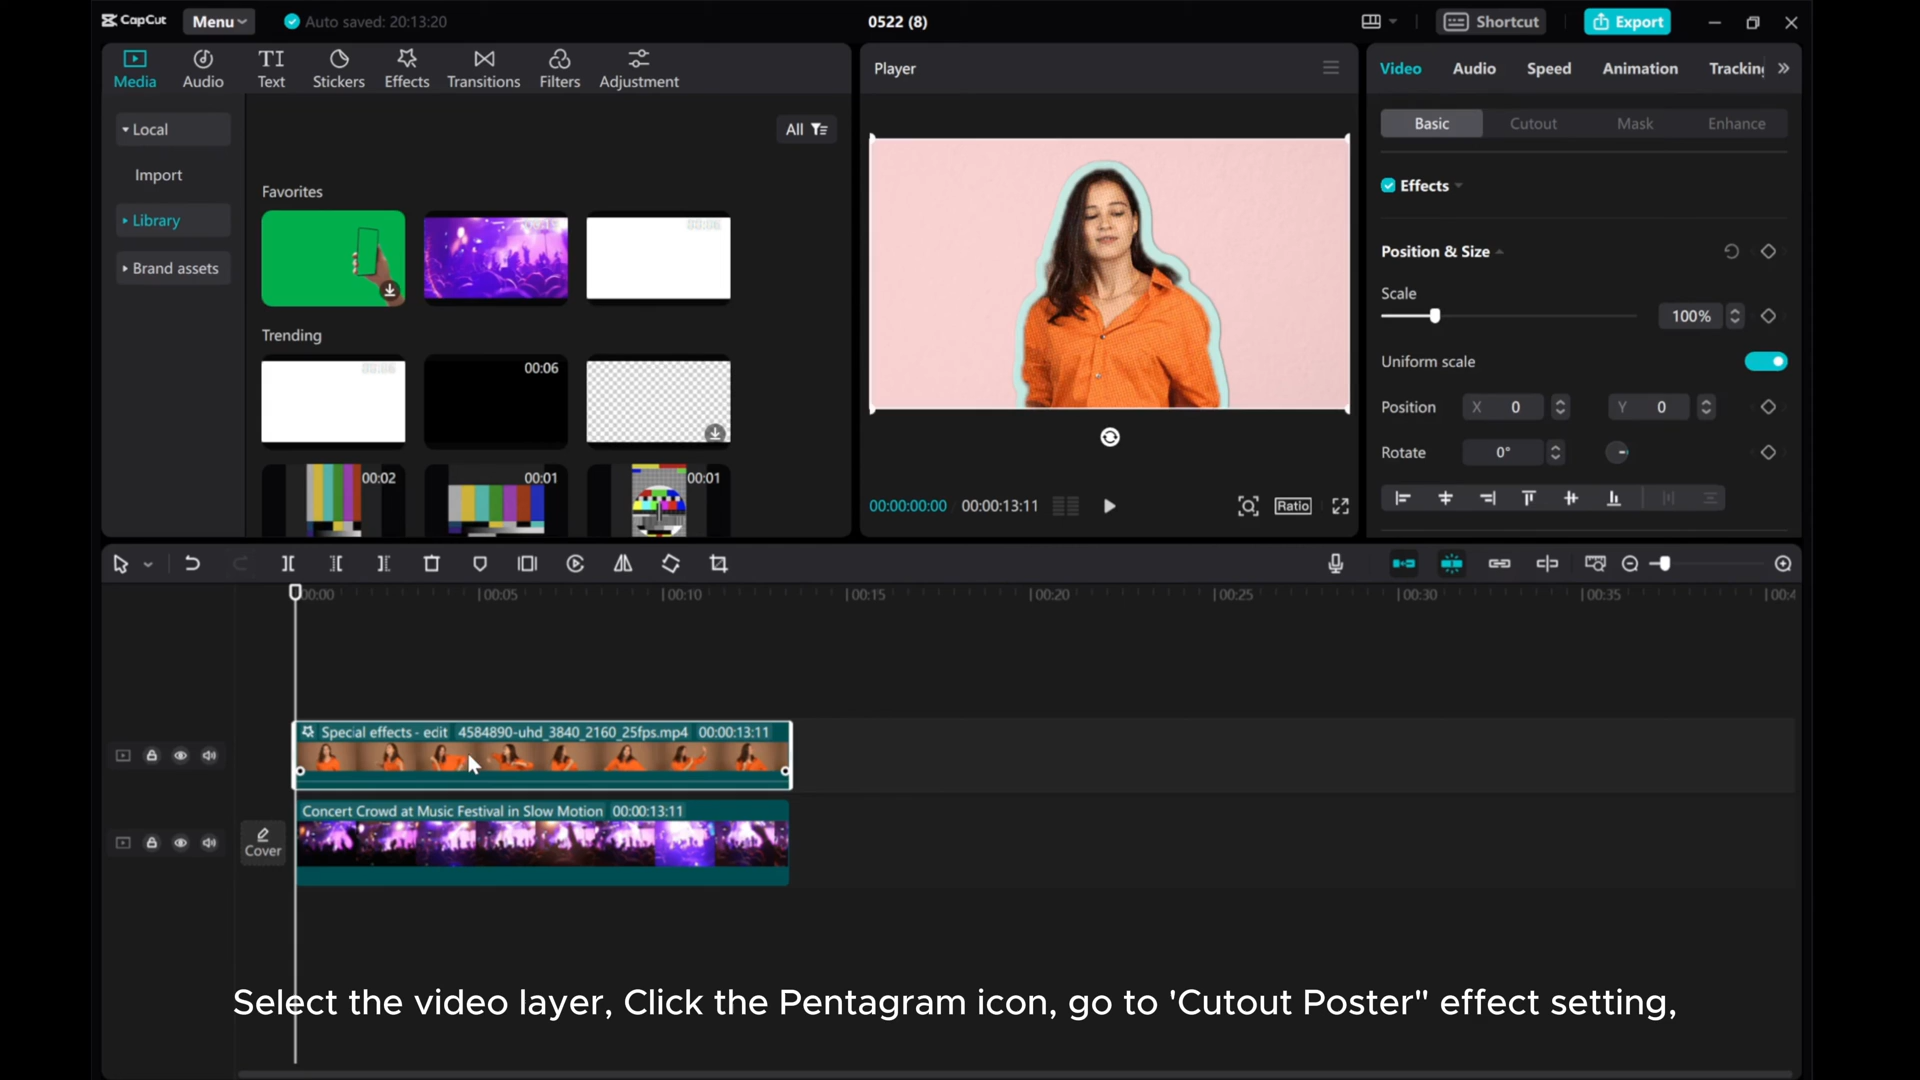 CapCut
Menu
Auto saved: 20:13:20
0522 (8)
Shortcut
Export
Media
Audio
Text
Stickers
Effects
Transitions
Filters
Adjustment
Local
Import
Library
Brand assets
All
Favorites
Trending
00:06
00:02
00:01
00:01
Player
00:00:00:00
00:00:13:11
Ratio
Video
Audio
Speed
Animation
Basic
Cutout
Mask
Enhance
Effects
Position & Size
Scale
100%
Uniform scale
Position
X 0
Y 0
Rotate
0°
00:00
00:05
00:10
00:15
00:20
00:25
00:30
00:35
Special effects - edit 4584890-uhd_3840_2160_25fps.mp4 00:00:13:11
Concert Crowd at Music Festival in Slow Motion 00:00:13:11
Cover
Select the video layer, Click the Pentagram icon, go to 'Cutout Poster" effect setting,